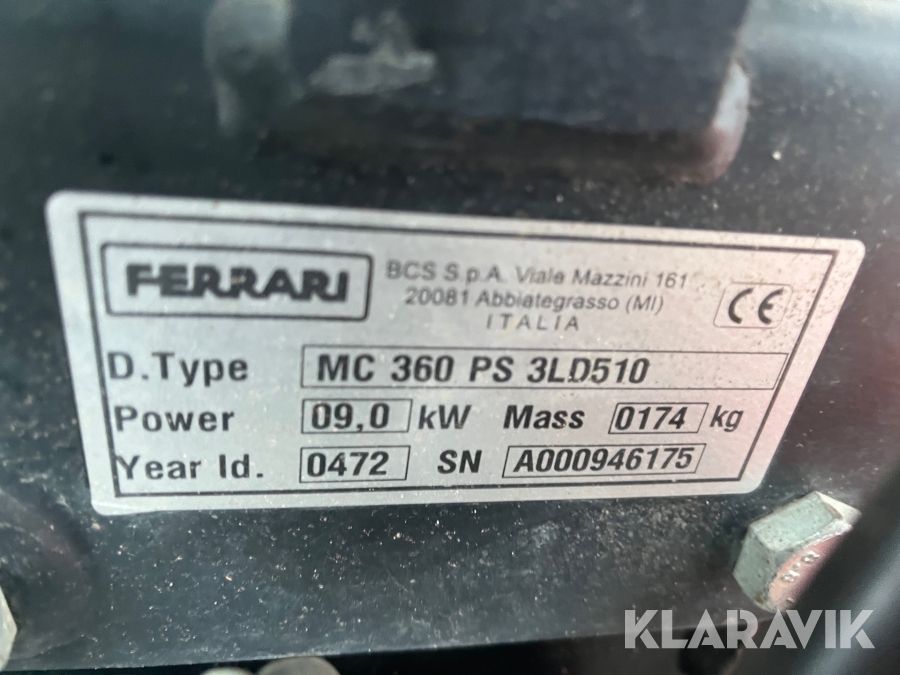 FERRARI
BCS S.p.A. Viale Mazzini 161
20081 Abbiategrasso (MI)
ITALIA
CE
D.Type MC 360 PS 3LD510
Power 09,0 kW Mass 0174 kg
Year Id. 0472 SN A000946175
KLARAVIK